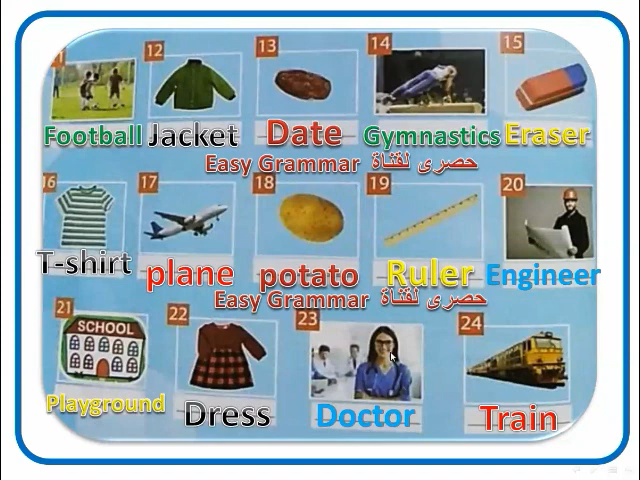 11 12 13 14 15
Football Jacket Date Gymnastics Eraser
Easy Grammar حصرى لقناة
16 17 18 19 20
T-shirt plane potato Ruler Engineer
Easy Grammar حصرى لقناة
21 22 23 24
SCHOOL
Playground Dress Doctor Train